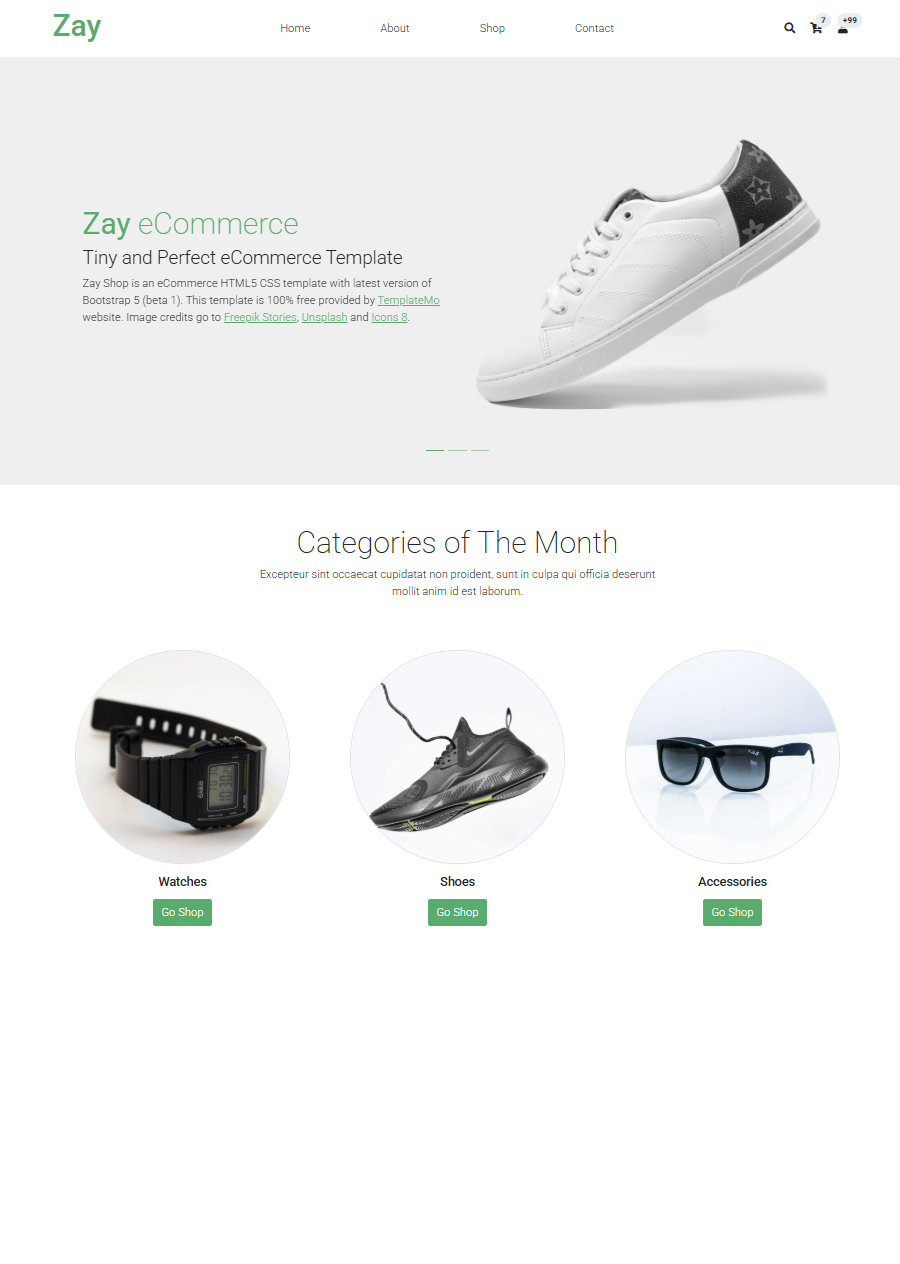 Zay
Home About Shop Contact 7 +99
Zay eCommerce
Tiny and Perfect eCommerce Template
Zay Shop is an eCommerce HTML5 CSS template with latest version of
Bootstrap 5 (beta 1). This template is 100% free provided by TemplateMo
website. Image credits go to Freepik Stories, Unsplash and Icons 8.
Categories of The Month
Excepteur sint occaecat cupidatat non proident, sunt in culpa qui officia deserunt
mollit anim id est laborum.
Watches Shoes Accessories
Go Shop Go Shop Go Shop